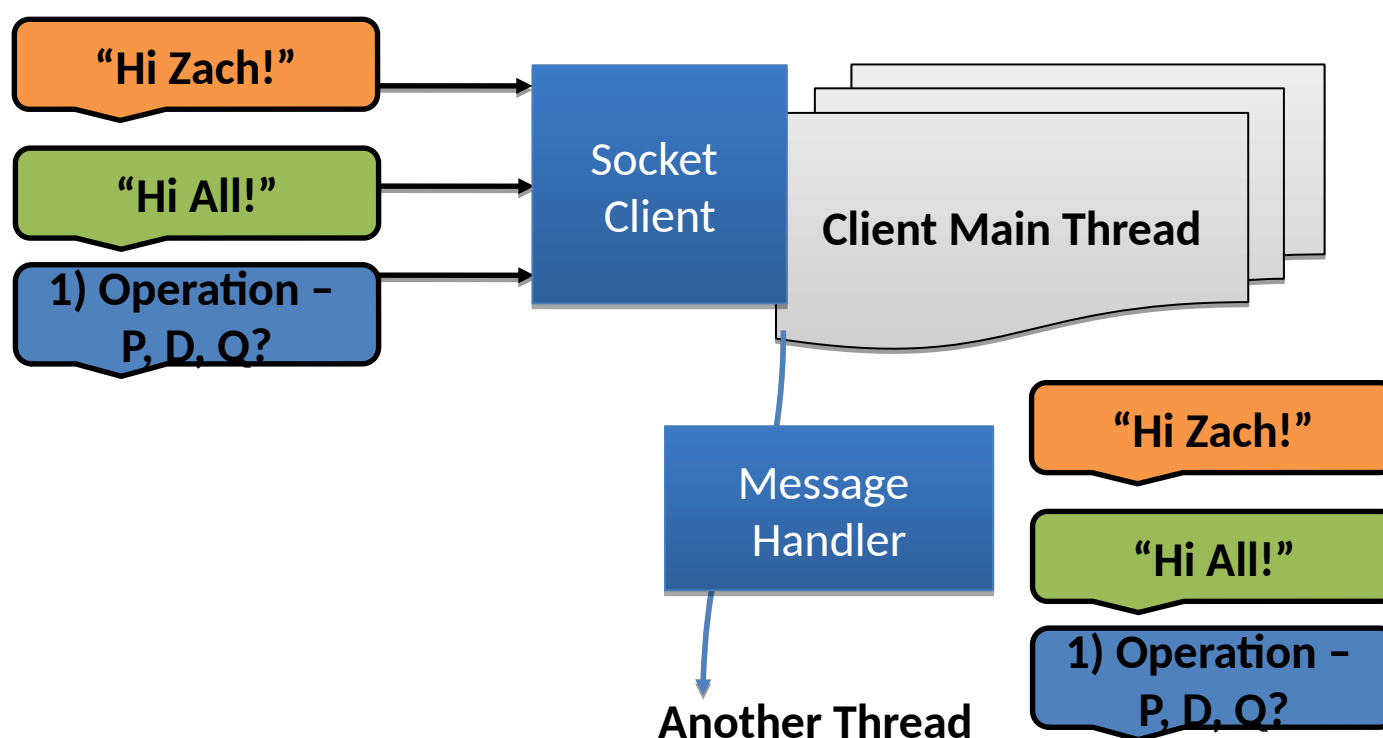 “Hi Zach!”
“Hi All!”
1) Operation –
P, D, Q?
Socket
Client
Client Main Thread
Message
Handler
Another Thread
“Hi Zach!”
“Hi All!”
1) Operation –
P, D, Q?